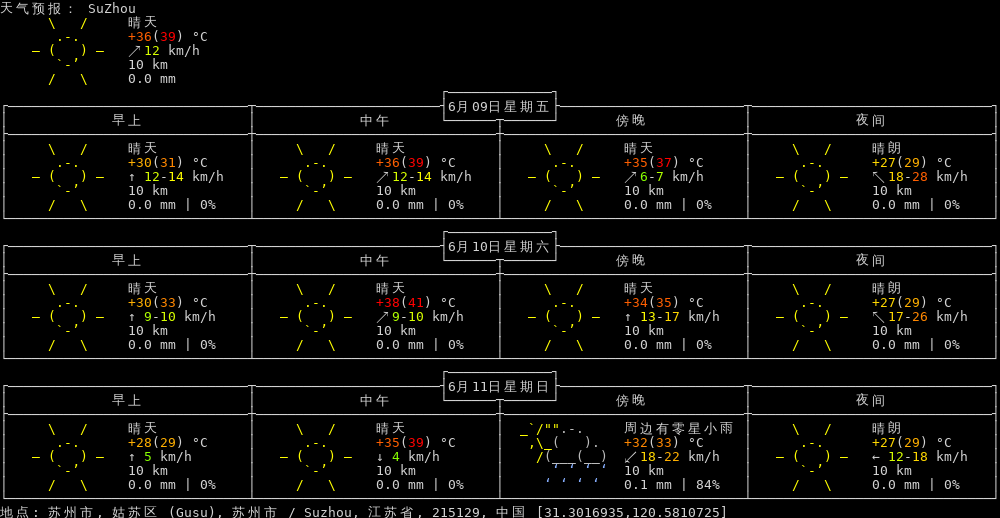 天气预报: SuZhou
晴天
+36(39) °C
↗ 12 km/h
10 km
0.0 mm
6月09日星期五
早上 中午 傍晚 夜间
晴天 晴天 晴天 晴朗
+30(31) °C +36(39) °C +35(37) °C +27(29) °C
↑ 12-14 km/h ↗ 12-14 km/h ↗ 6-7 km/h ↖ 18-28 km/h
10 km 10 km 10 km 10 km
0.0 mm | 0% 0.0 mm | 0% 0.0 mm | 0% 0.0 mm | 0%
6月10日星期六
早上 中午 傍晚 夜间
晴天 晴天 晴天 晴朗
+30(33) °C +38(41) °C +34(35) °C +27(29) °C
↑ 9-10 km/h ↗ 9-10 km/h ↑ 13-17 km/h ↖ 17-26 km/h
10 km 10 km 10 km 10 km
0.0 mm | 0% 0.0 mm | 0% 0.0 mm | 0% 0.0 mm | 0%
6月11日星期日
早上 中午 傍晚 夜间
晴天 晴天 周边有零星小雨 晴朗
+28(29) °C +35(39) °C +32(33) °C +27(29) °C
↑ 5 km/h ↓ 4 km/h ↙ 18-22 km/h ← 12-18 km/h
10 km 10 km 10 km 10 km
0.0 mm | 0% 0.0 mm | 0% 0.1 mm | 84% 0.0 mm | 0%
地点: 苏州市, 姑苏区 (Gusu), 苏州市 / Suzhou, 江苏省, 215129, 中国 [31.3016935,120.5810725]